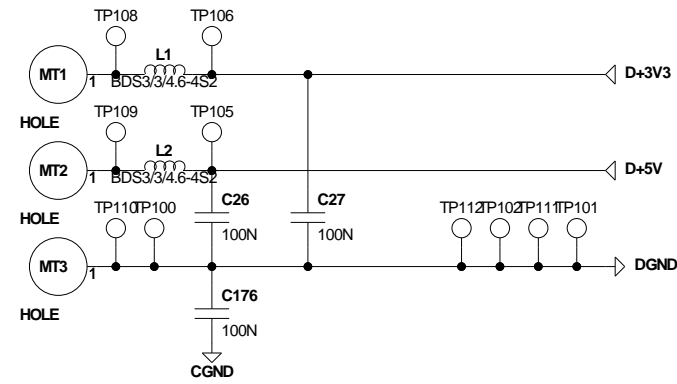 TP108 TP106
L1
MT1 1 BDS3/3/4.6-4S2 D+3V3
HOLE TP109 TP105
L2
MT2 1 BDS3/3/4.6-4S2 D+5V
HOLE TP110 TP100 C26 C27 TP112 TP102 TP111 TP101
100N 100N
MT3 1 DGND
HOLE C176
100N
CGND